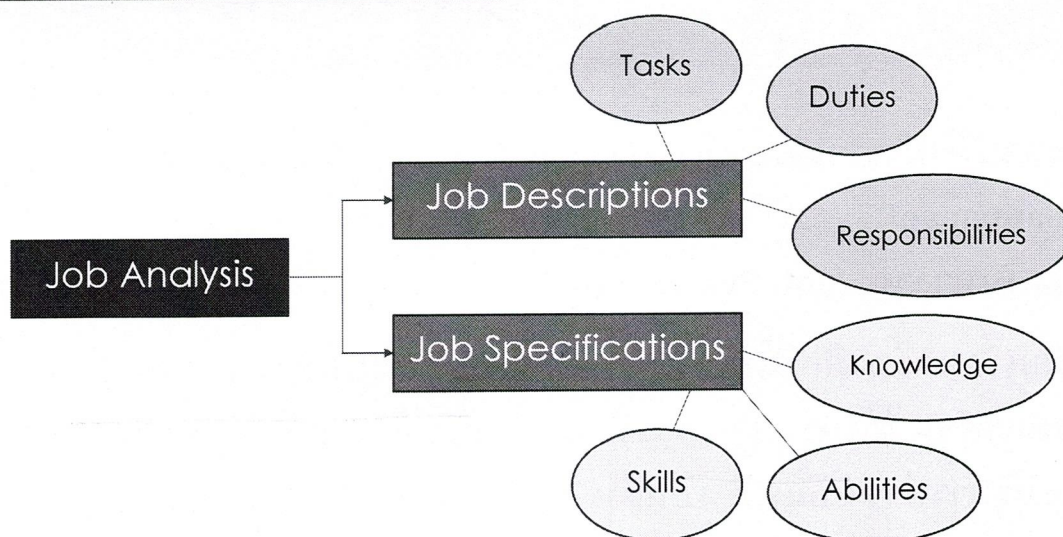 Tasks
Duties
Job Descriptions
Responsibilities
Job Analysis
Job Specifications
Knowledge
Skills
Abilities